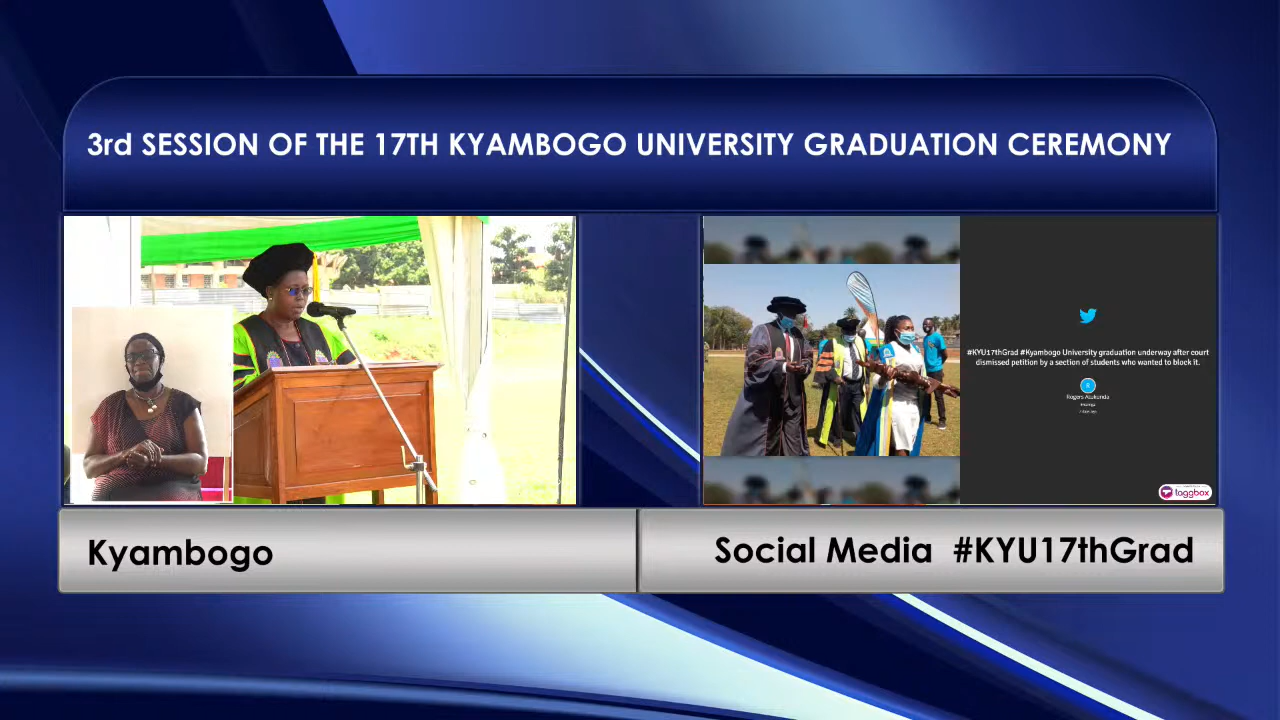 3rd SESSION OF THE 17TH KYAMBOGO UNIVERSITY GRADUATION CEREMONY
#KYU17thGrad #Kyambogo University graduation underway after court
dismissed petition by a section of students who wanted to block it.
R
Rogers Atukunda
toggbox
Kyambogo
Social Media #KYU17thGrad